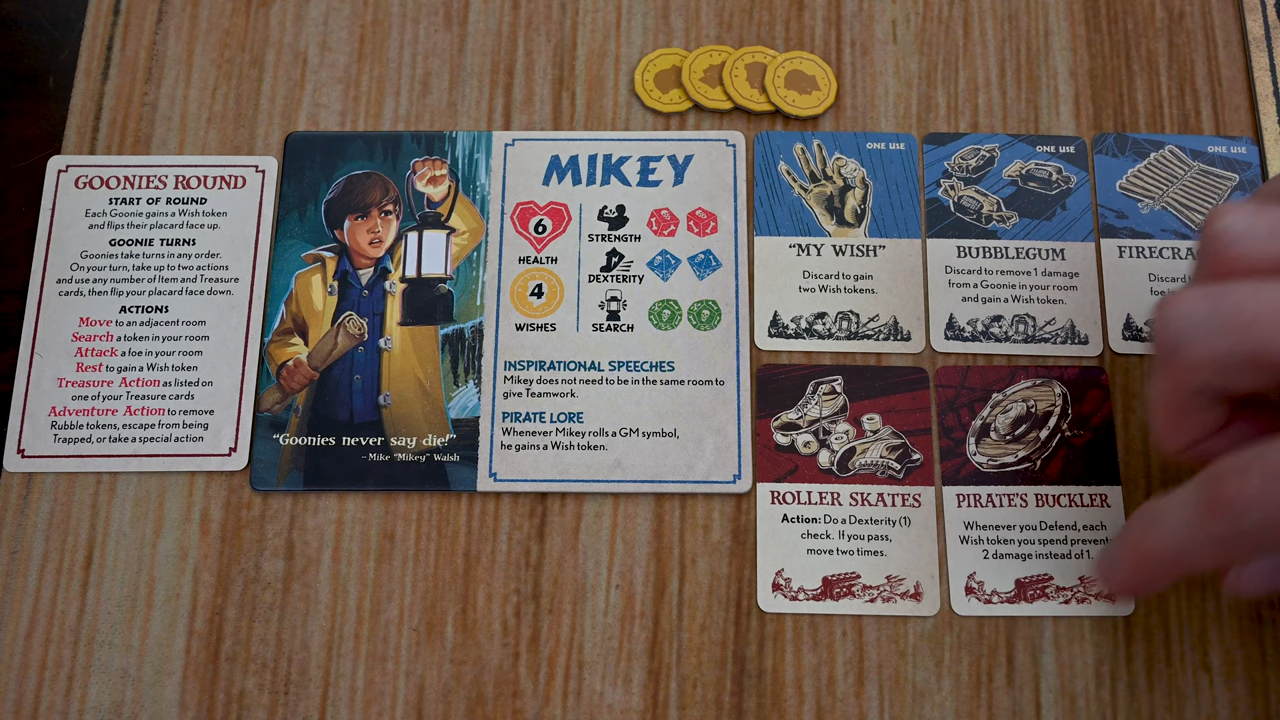 GOONIES ROUND
START OF ROUND
Each Goonie gains a Wish token
and flips their placard face up.
GOONIE TURNS
Goonies take turns in any order.
On your turn, take up to two actions
and use any number of Item and Treasure
cards, then flip your placard face down.
ACTIONS
Move to an adjacent room
Search a token in your room
Attack a foe in your room
Rest to gain a Wish token
Treasure Action as listed on
one of your Treasure cards
Adventure Action to remove
Rubble tokens, escape from being
Trapped, or take a special action
"Goonies never say die!"
- Mike "Mikey" Walsh
MIKEY
6
HEALTH
4
WISHES
STRENGTH
DEXTERITY
SEARCH
INSPIRATIONAL SPEECHES
Mikey does not need to be in the same room to
give Teamwork.
PIRATE LORE
Whenever Mikey rolls a GM symbol,
he gains a Wish token.
ONE USE
"MY WISH"
Discard to gain
two Wish tokens.
ONE USE
BUBBLEGUM
Discard to remove 1 damage
from a Goonie in your room
and gain a Wish token.
ONE USE
ROLLER SKATES
Action: Do a Dexterity (1)
check. If you pass,
move two times.
PIRATE'S BUCKLER
Whenever you Defend, each
Wish token you spend prevents
2 damage instead of 1.